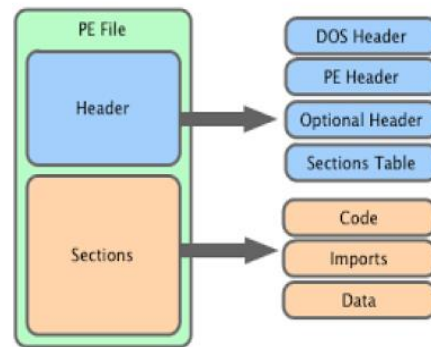 PE File
Header
Sections
DOS Header
PE Header
Optional Header
Sections Table
Code
Imports
Data